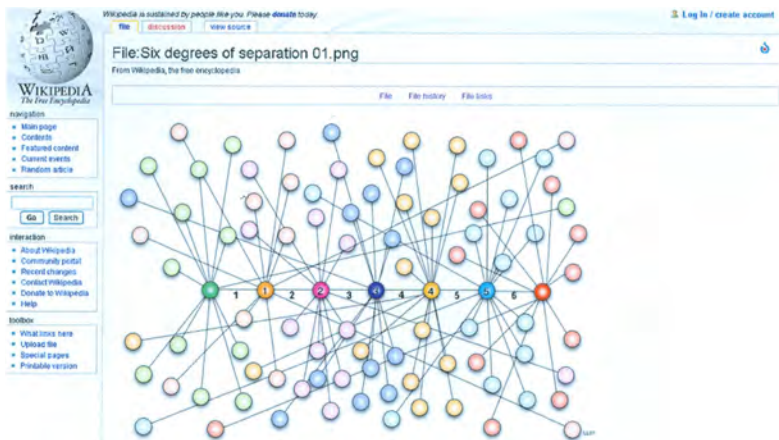 Wikipedia is sustained by people like you. Please donate today.
Log in / create account
file
discussion
view source
File:Six degrees of separation 01.png
From Wikipedia, the free encyclopedia
File
File history
File links
WIKIPEDIA
The Free Encyclopedia
navigation
Main page
Contents
Featured content
Current events
Random article
search
Go
Search
interaction
About Wikipedia
Community portal
Recent changes
Contact Wikipedia
Donate to Wikipedia
Help
toolbox
What links here
Upload file
Special pages
Printable version
1 1 2 2 3 3 4 4 5 5 6